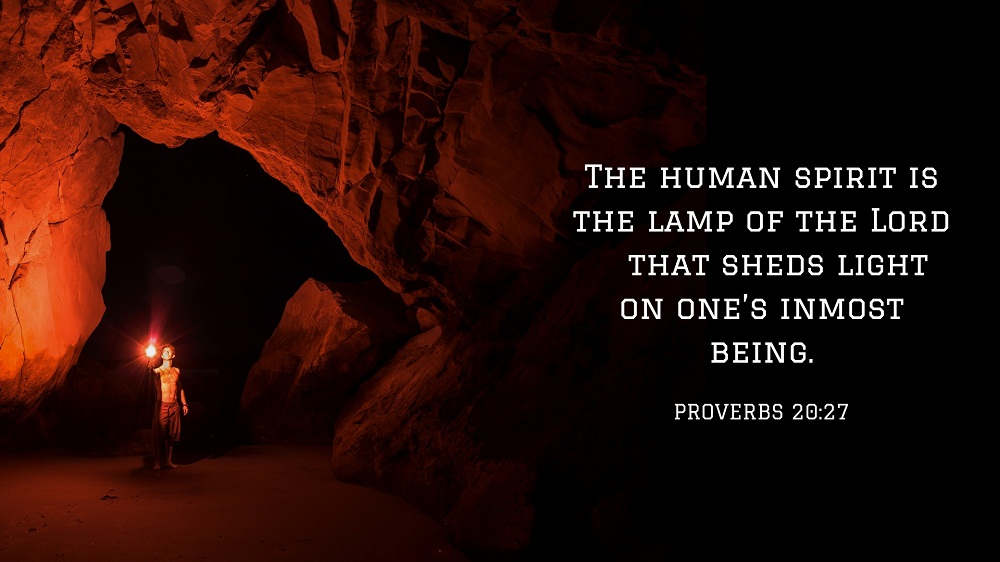 The human spirit is
the lamp of the Lord
that sheds light
on one's inmost
being.
Proverbs 20:27